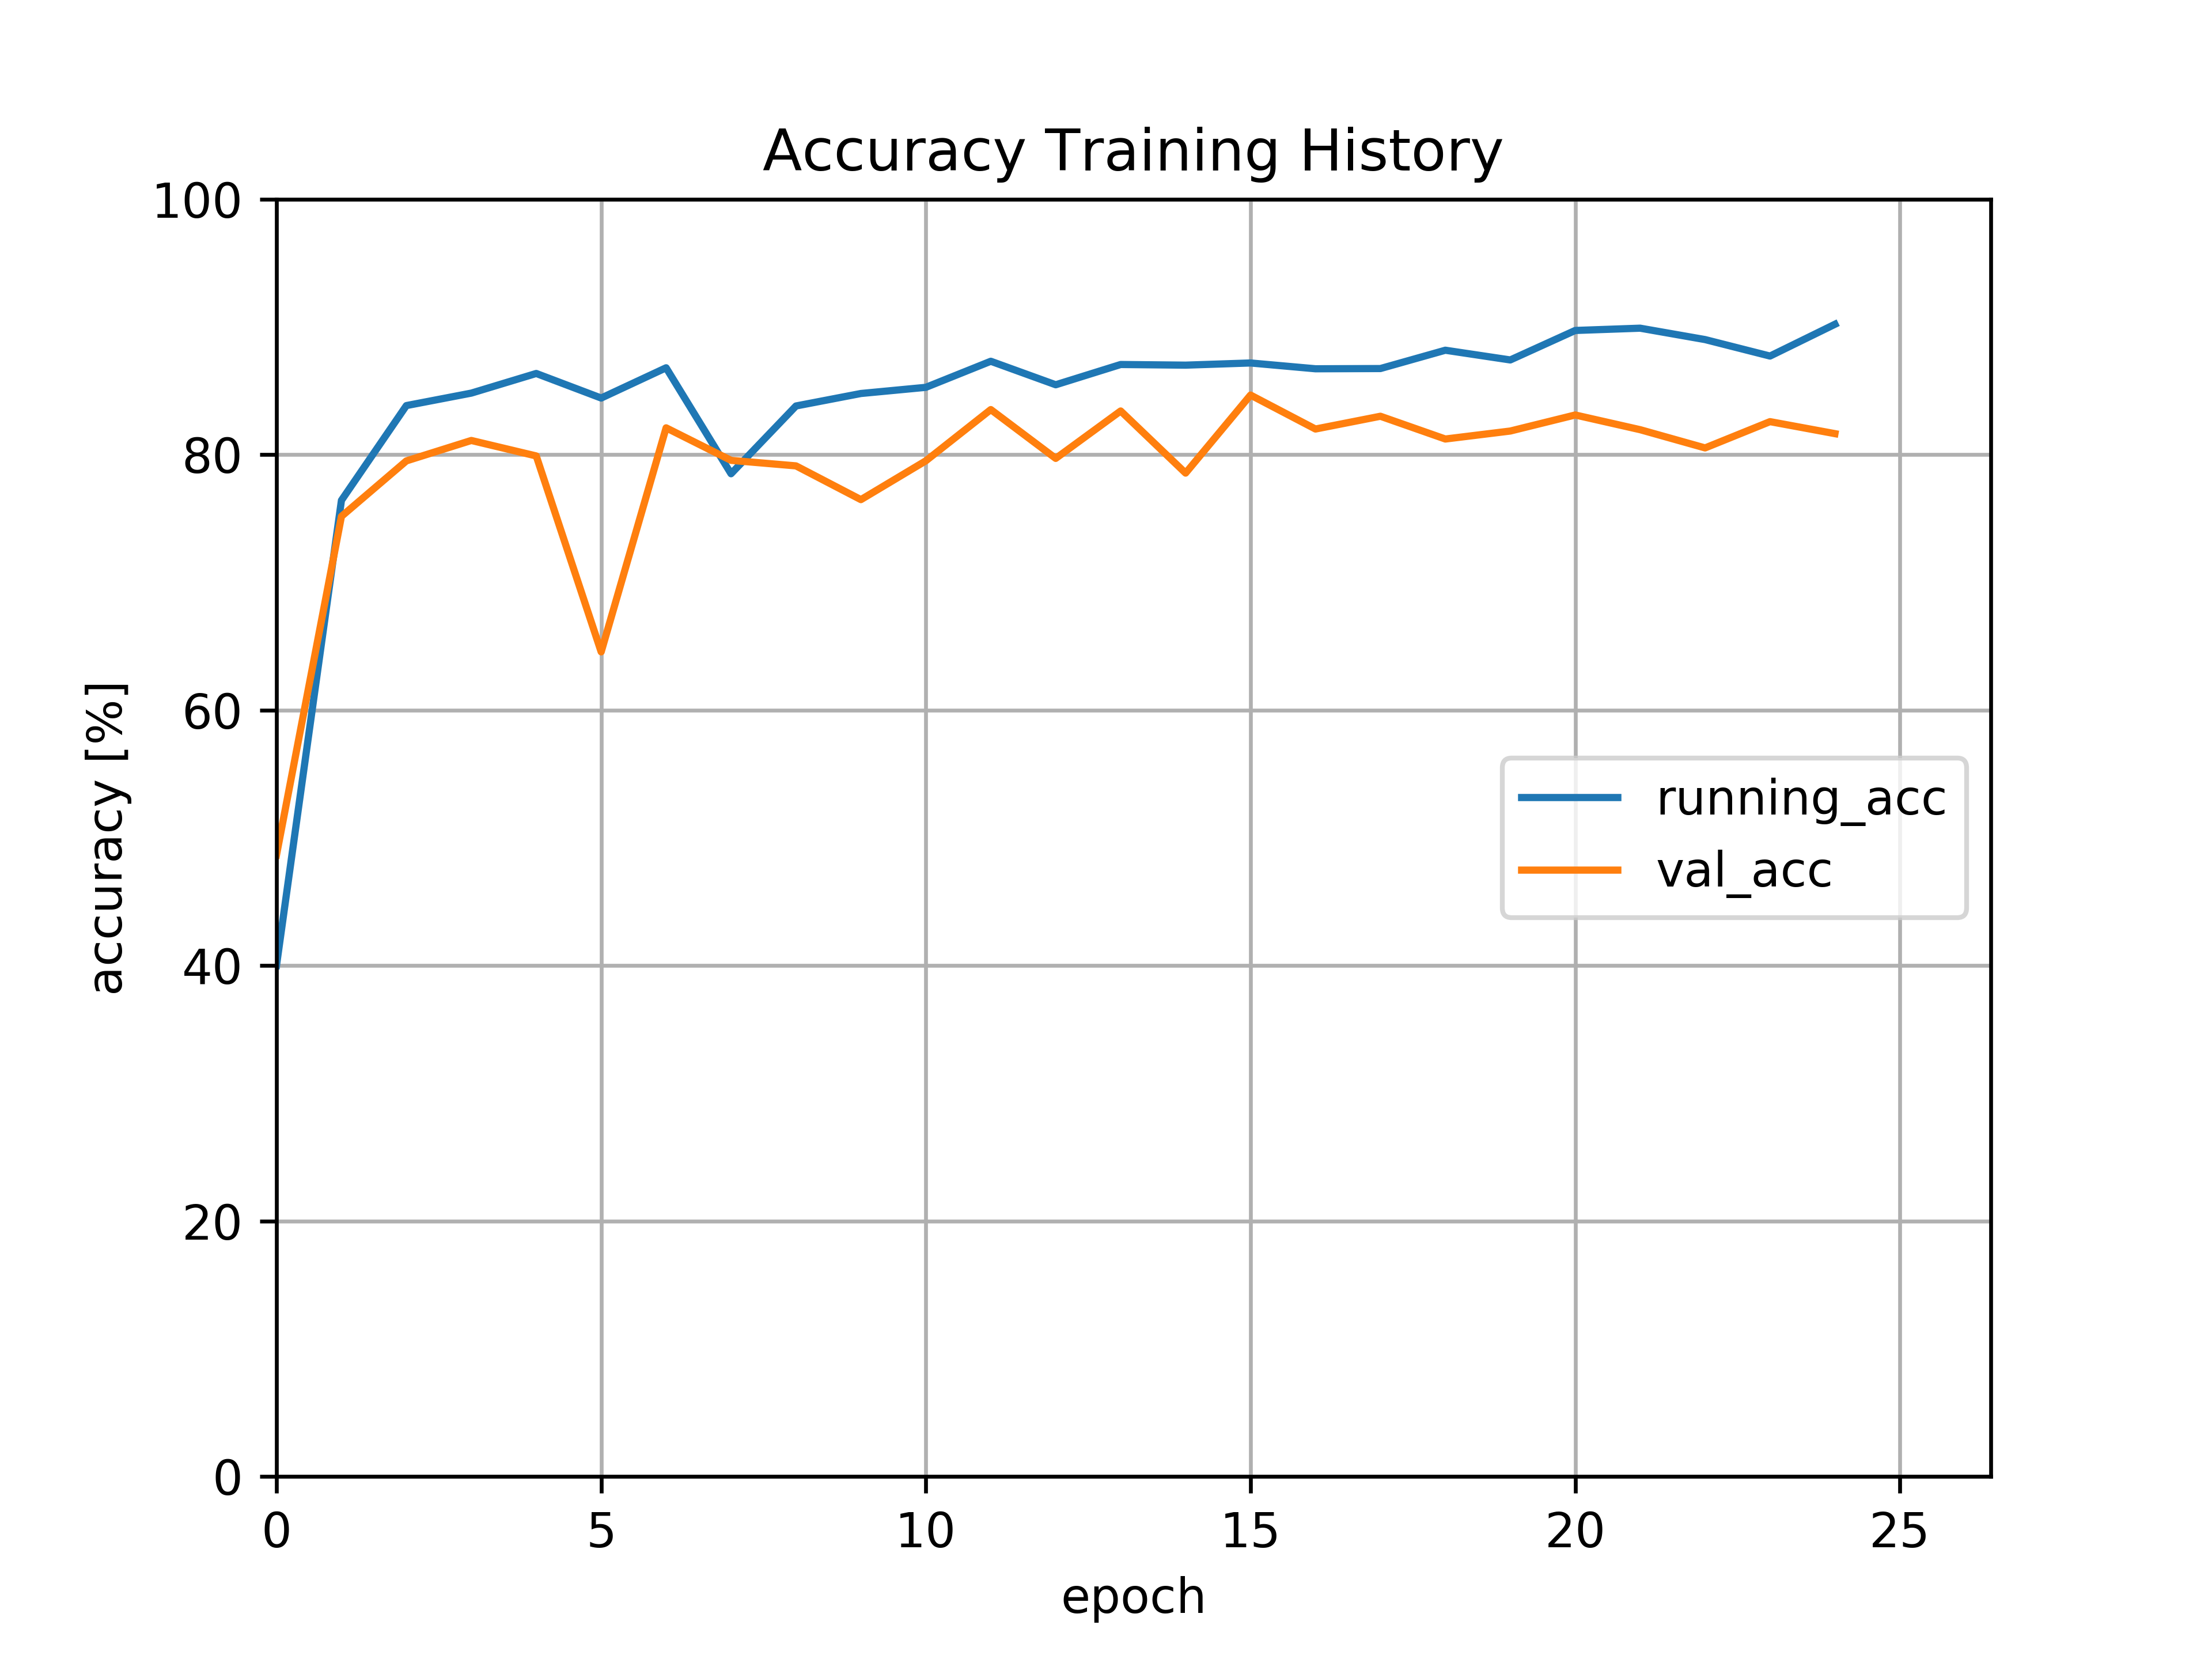 Accuracy Training History
100
80
60
40
20
0
accuracy [%]
running_acc
val_acc
0 5 10 15 20 25
epoch